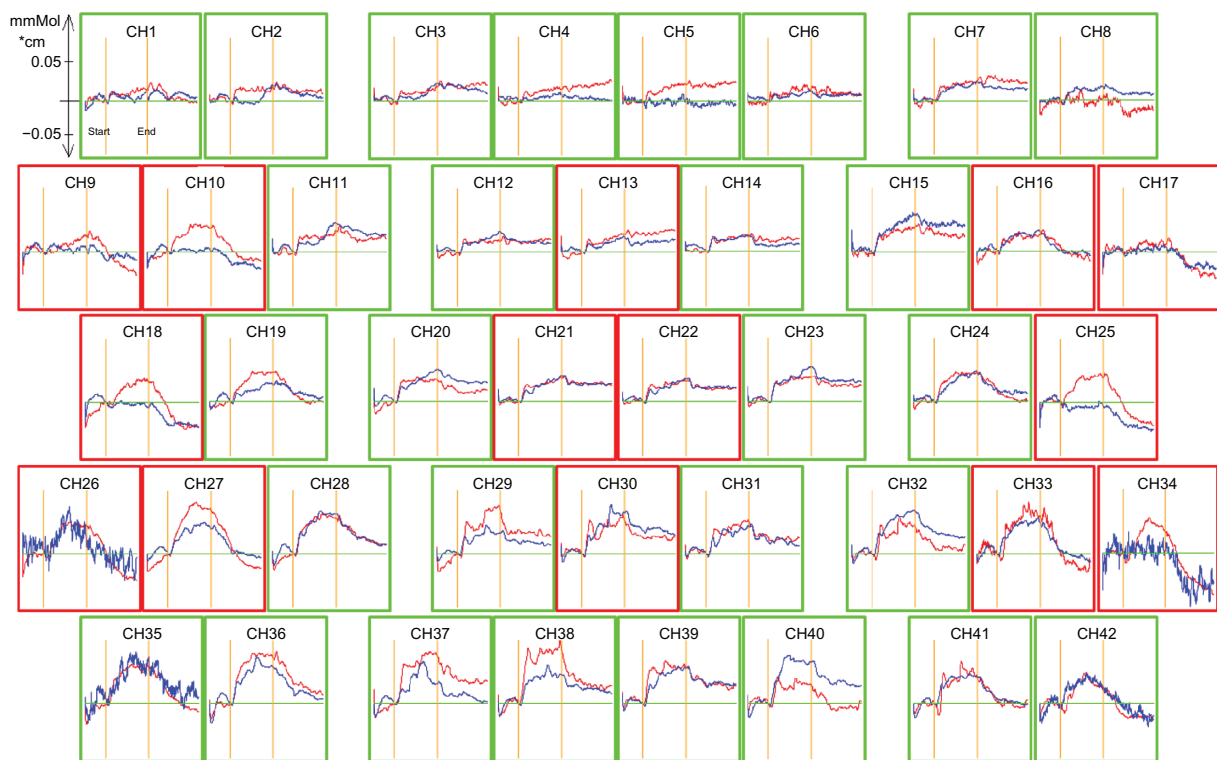 mmMol
*cm
0.05
−0.05
Start End
CH1 CH2 CH3 CH4 CH5 CH6 CH7 CH8
CH9 CH10 CH11 CH12 CH13 CH14 CH15 CH16 CH17
CH18 CH19 CH20 CH21 CH22 CH23 CH24 CH25
CH26 CH27 CH28 CH29 CH30 CH31 CH32 CH33 CH34
CH35 CH36 CH37 CH38 CH39 CH40 CH41 CH42